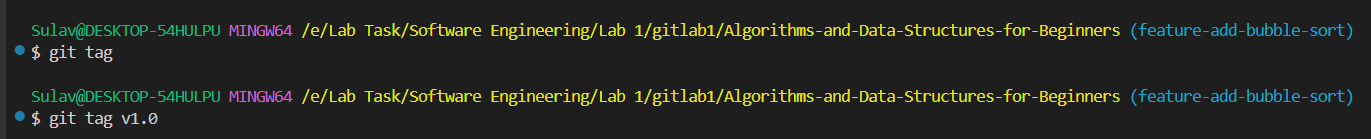 Sulav@DESKTOP-54HULPU MINGW64 /e/Lab Task/Software Engineering/Lab 1/gitlab1/Algorithms-and-Data-Structures-for-Beginners (feature-add-bubble-sort)
$ git tag
Sulav@DESKTOP-54HULPU MINGW64 /e/Lab Task/Software Engineering/Lab 1/gitlab1/Algorithms-and-Data-Structures-for-Beginners (feature-add-bubble-sort)
$ git tag v1.0